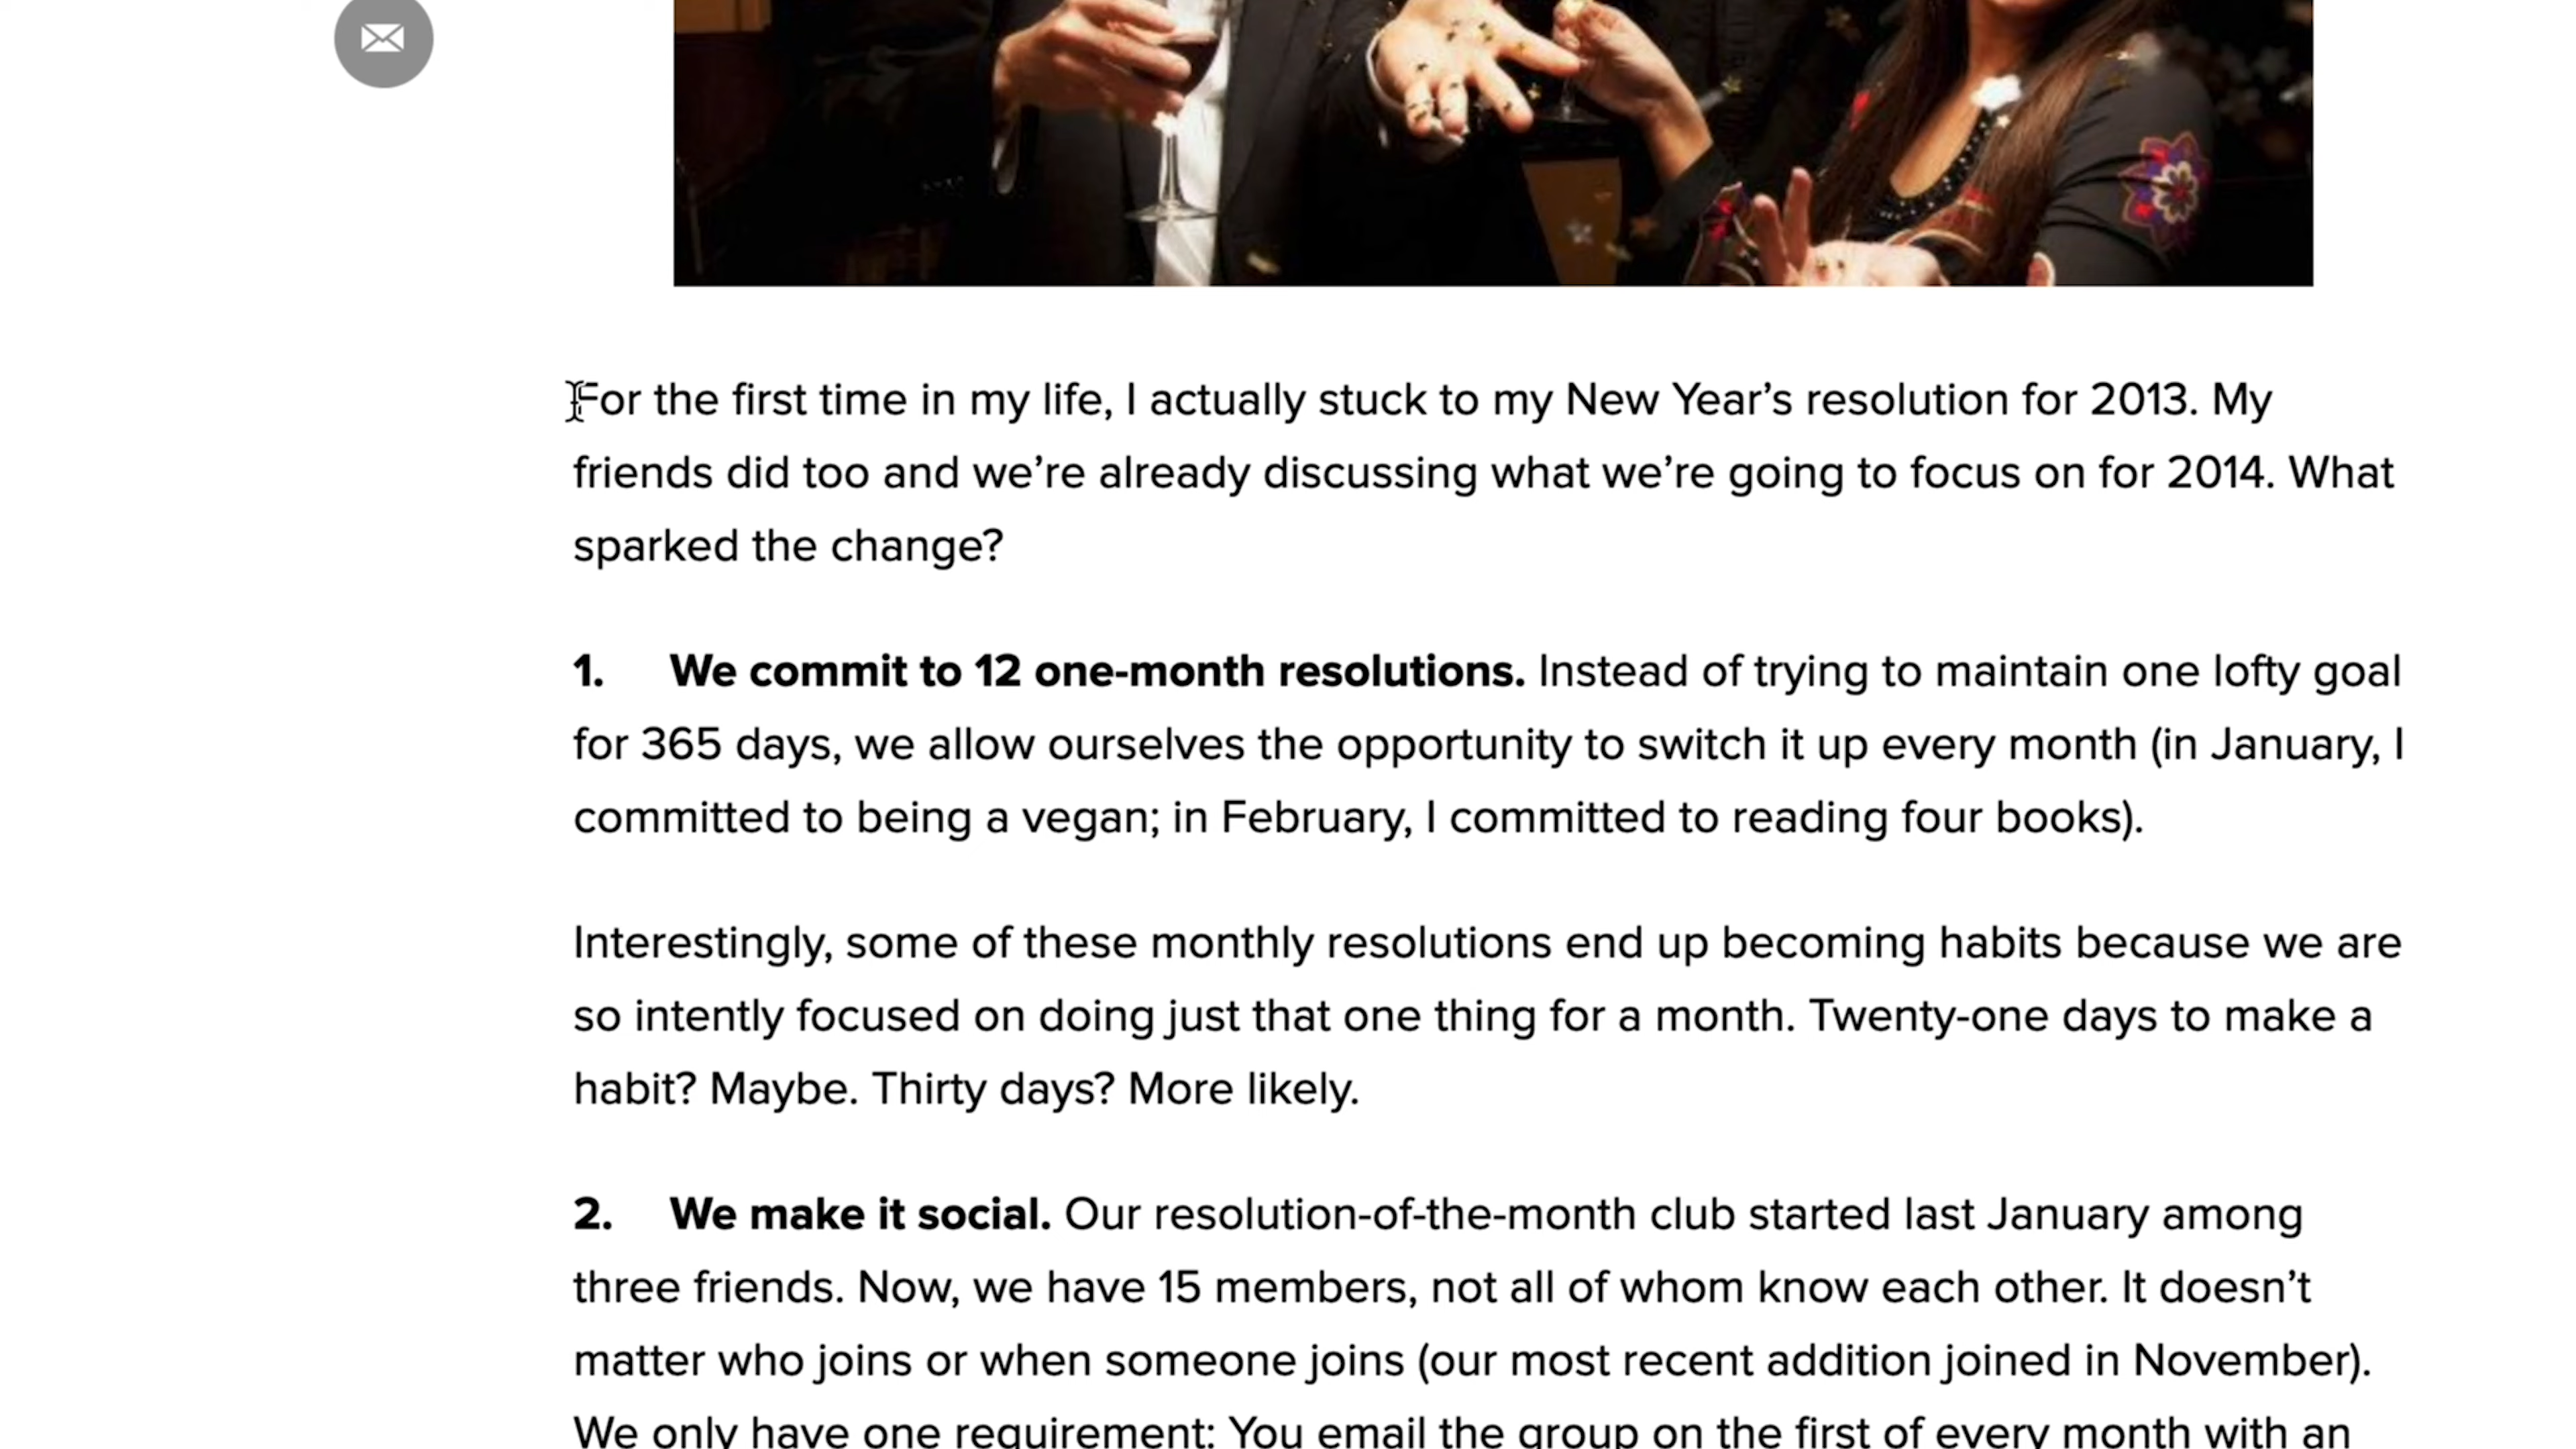 For the first time in my life, I actually stuck to my New Year’s resolution for 2013. My
friends did too and we’re already discussing what we’re going to focus on for 2014. What
sparked the change?
1. We commit to 12 one-month resolutions. Instead of trying to maintain one lofty goal
for 365 days, we allow ourselves the opportunity to switch it up every month (in January, I
committed to being a vegan; in February, I committed to reading four books).
Interestingly, some of these monthly resolutions end up becoming habits because we are
so intently focused on doing just that one thing for a month. Twenty-one days to make a
habit? Maybe. Thirty days? More likely.
2. We make it social. Our resolution-of-the-month club started last January among
three friends. Now, we have 15 members, not all of whom know each other. It doesn’t
matter who joins or when someone joins (our most recent addition joined in November).
We only have one requirement: You email the group on the first of every month with an